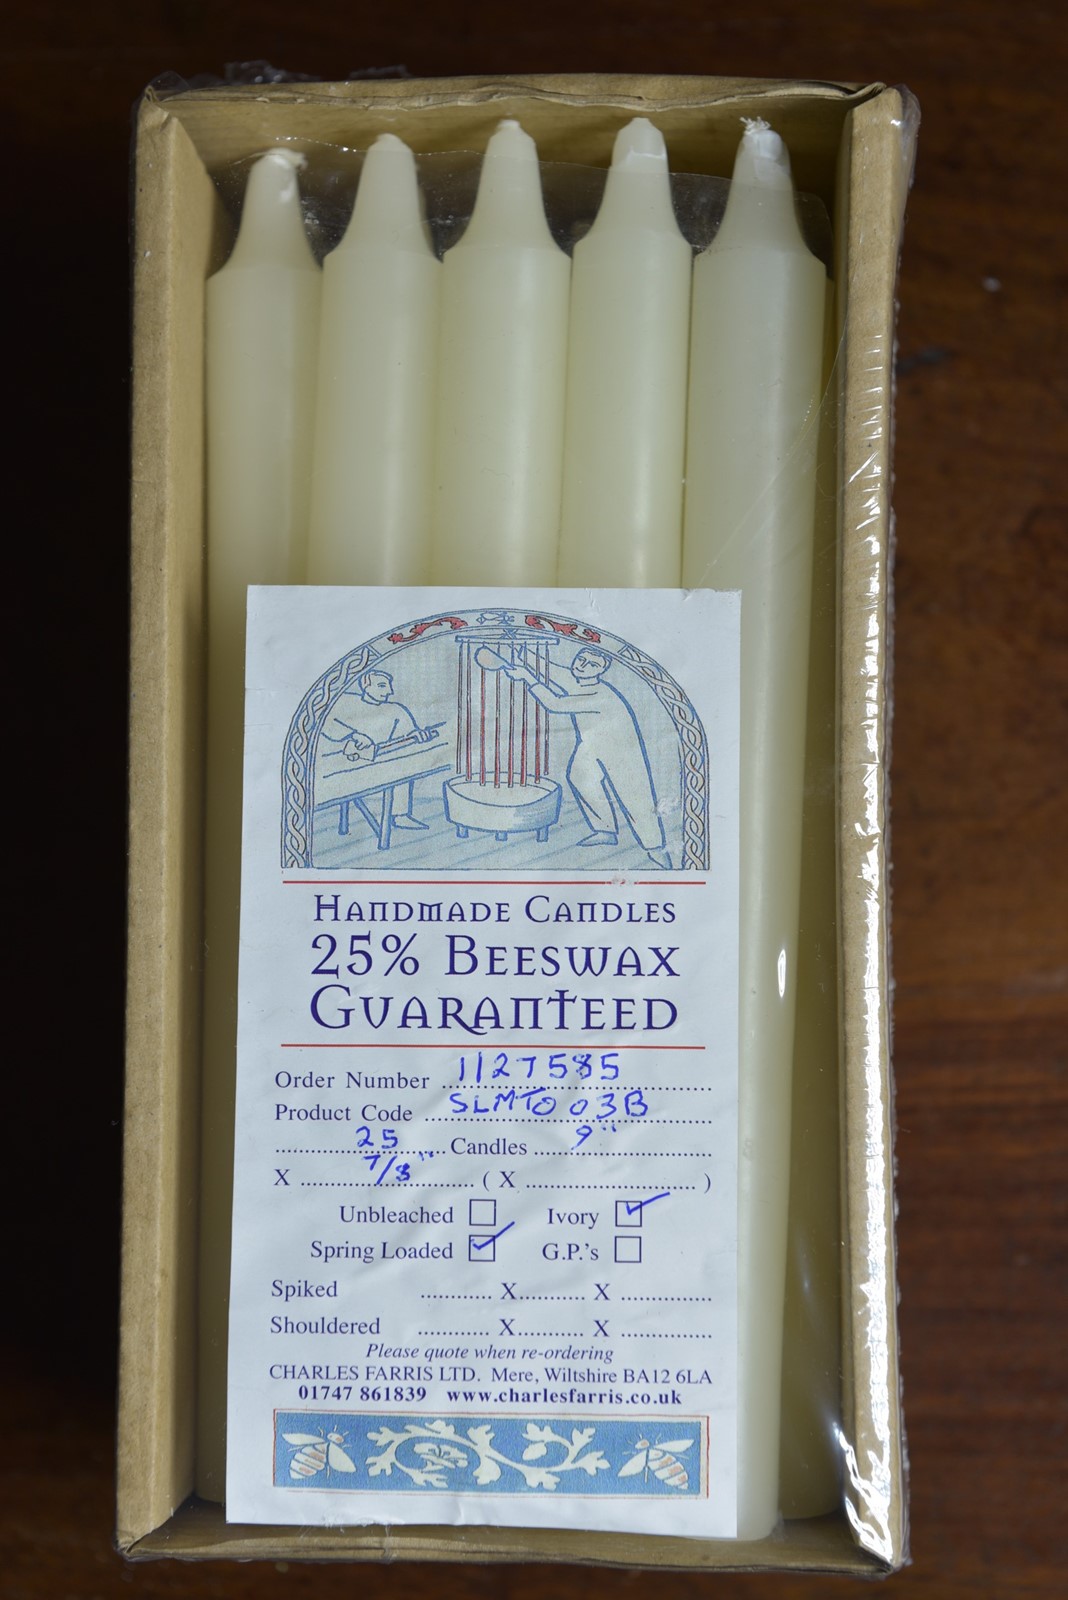 HANDMADE CANDLES
25% BEESWAX
GUARANTEED
Order Number 1127585
Product Code SLMT003B
25 Candles 9"
X 7/8" ( X )
Unbleached Ivory
Spring Loaded G.P.'s
Spiked X X
Shouldered X X
Please quote when re-ordering
CHARLES FARRIS LTD. Mere, Wiltshire BA12 6LA
01747 861839 www.charlesfarris.co.uk